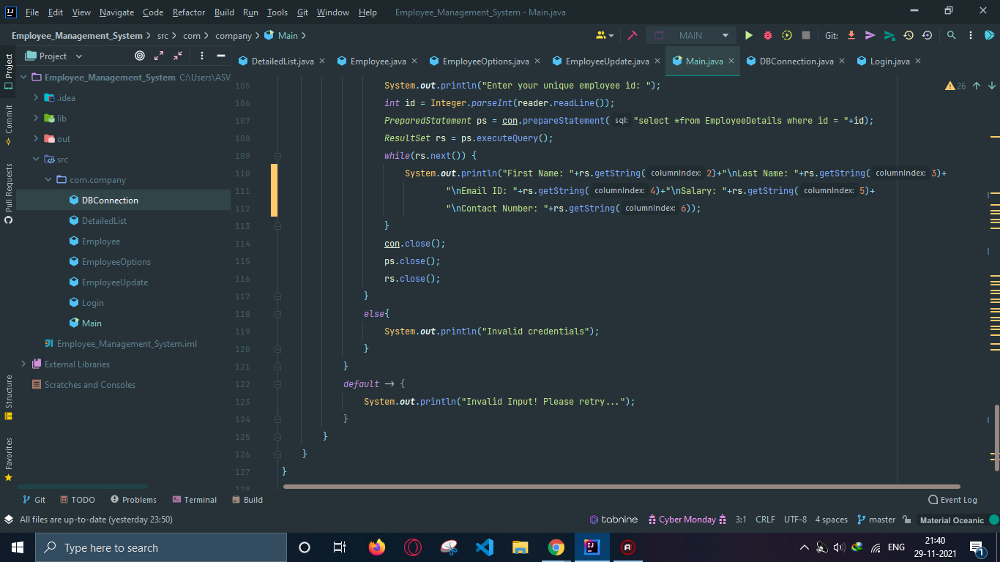 File Edit View Navigate Code Refactor Build Run Tools Git Window Help Employee_Management_System - Main.java
Employee_Management_System src com company Main MAIN Git:
Project
DetailedList.java Employee.java EmployeeOptions.java EmployeeUpdate.java Main.java DBConnection.java Login.java
Employee_Management_System C:\Users\ASV
.idea
lib
out
src
com.company
DBConnection
DetailedList
Employee
EmployeeOptions
EmployeeUpdate
Login
Main
Employee_Management_System.iml
External Libraries
Scratches and Consoles
Project
Commit
Pull Requests
Structure
Favorites
26
105 System.out.println("Enter your unique employee id: ");
106 int id = Integer.parseInt(reader.readLine());
107 PreparedStatement ps = con.prepareStatement( sql: "select *from EmployeeDetails where id = "+id);
108 ResultSet rs = ps.executeQuery();
109 while(rs.next()) {
110 System.out.println("First Name: "+rs.getString( columnIndex: 2)+"\nLast Name: "+rs.getString( columnIndex: 3)+
111 "\nEmail ID: "+rs.getString( columnIndex: 4)+"\nSalary: "+rs.getString( columnIndex: 5)+
112 "\nContact Number: "+rs.getString( columnIndex: 6));
113 }
114 con.close();
115 ps.close();
116 rs.close();
117 }
118 else{
119 System.out.println("Invalid credentials");
120 }
121 }
122 default -> {
123 System.out.println("Invalid Input! Please retry...");
124 }
125 }
126 }
127 }
128
Git TODO Problems Terminal Build Event Log
All files are up-to-date (yesterday 23:50) tabnine Cyber Monday 3:1 CRLF UTF-8 4 spaces master Material Oceanic
Type here to search ENG 21:40
29-11-2021 1